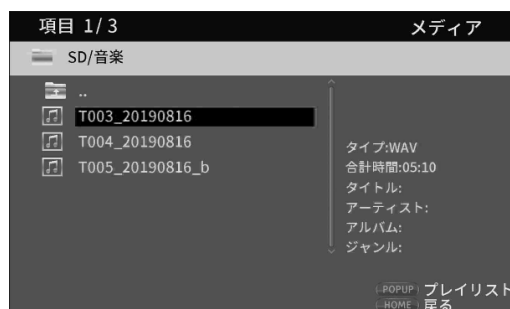 項目 1/3
メディア
SD/音楽
..
T003_20190816
T004_20190816
T005_20190816_b
タイプ:WAV
合計時間:05:10
タイトル:
アーティスト:
アルバム:
ジャンル:
POPUP プレイリスト
HOME 戻る